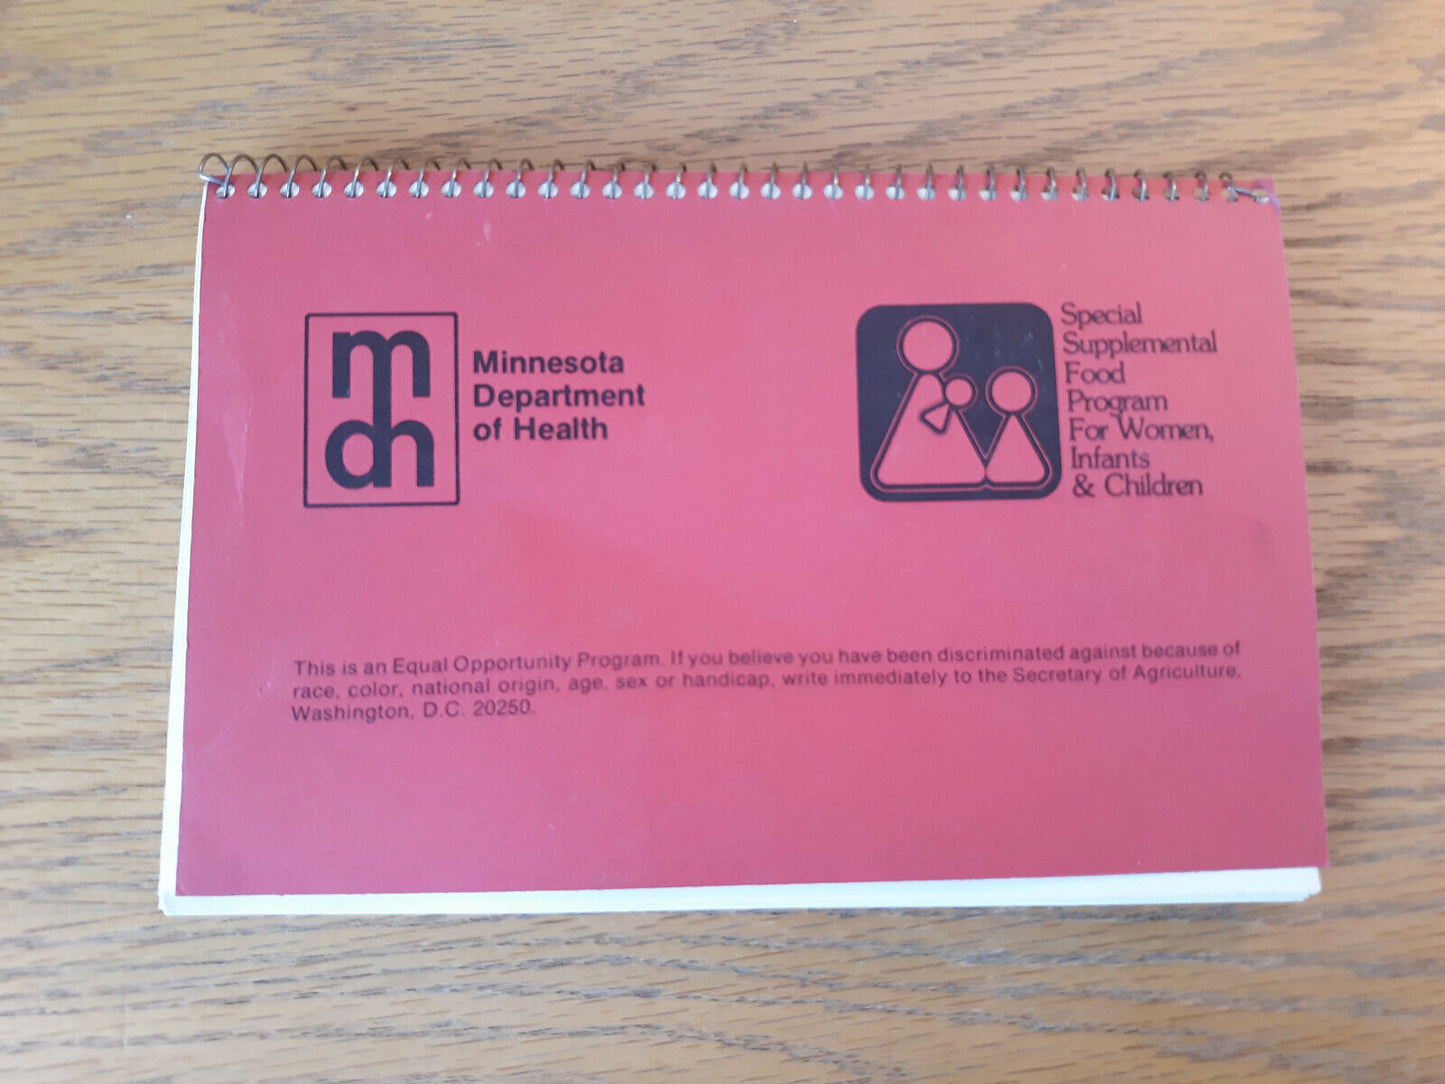 mdh
Minnesota
Department
of Health
Special
Supplemental
Food
Program
For Women,
Infants
& Children
This is an Equal Opportunity Program. If you believe you have been discriminated against because of
race, color, national origin, age, sex or handicap, write immediately to the Secretary of Agriculture,
Washington, D.C. 20250.